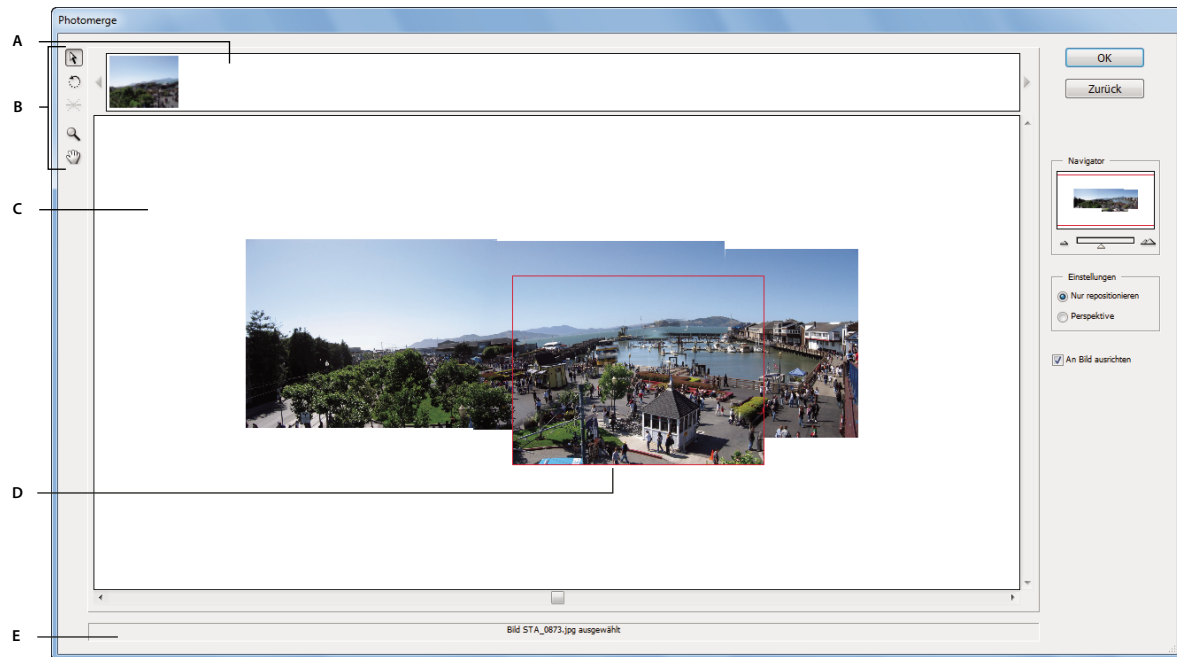 Photomerge
A
B
C
D
E
OK
Zurück
Navigator
Einstellungen
Nur repositionieren
Perspektive
An Bild ausrichten
Bild STA_0873.jpg ausgewählt